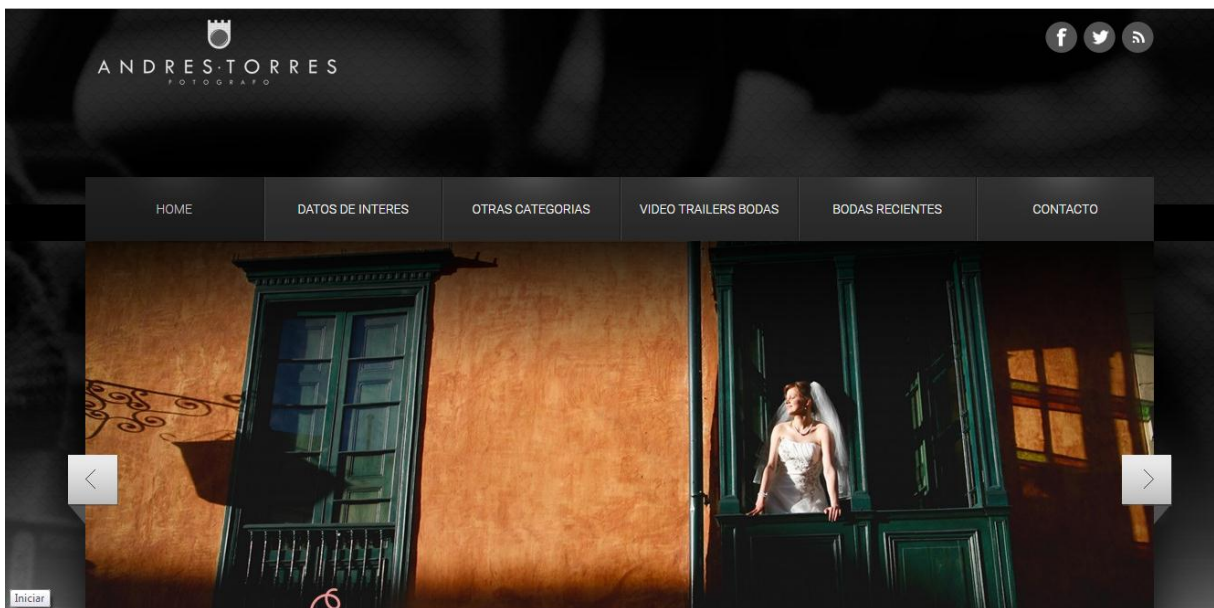 ANDRES·TORRES
FOTOGRAFO
HOME
DATOS DE INTERES
OTRAS CATEGORIAS
VIDEO TRAILERS BODAS
BODAS RECIENTES
CONTACTO
Iniciar